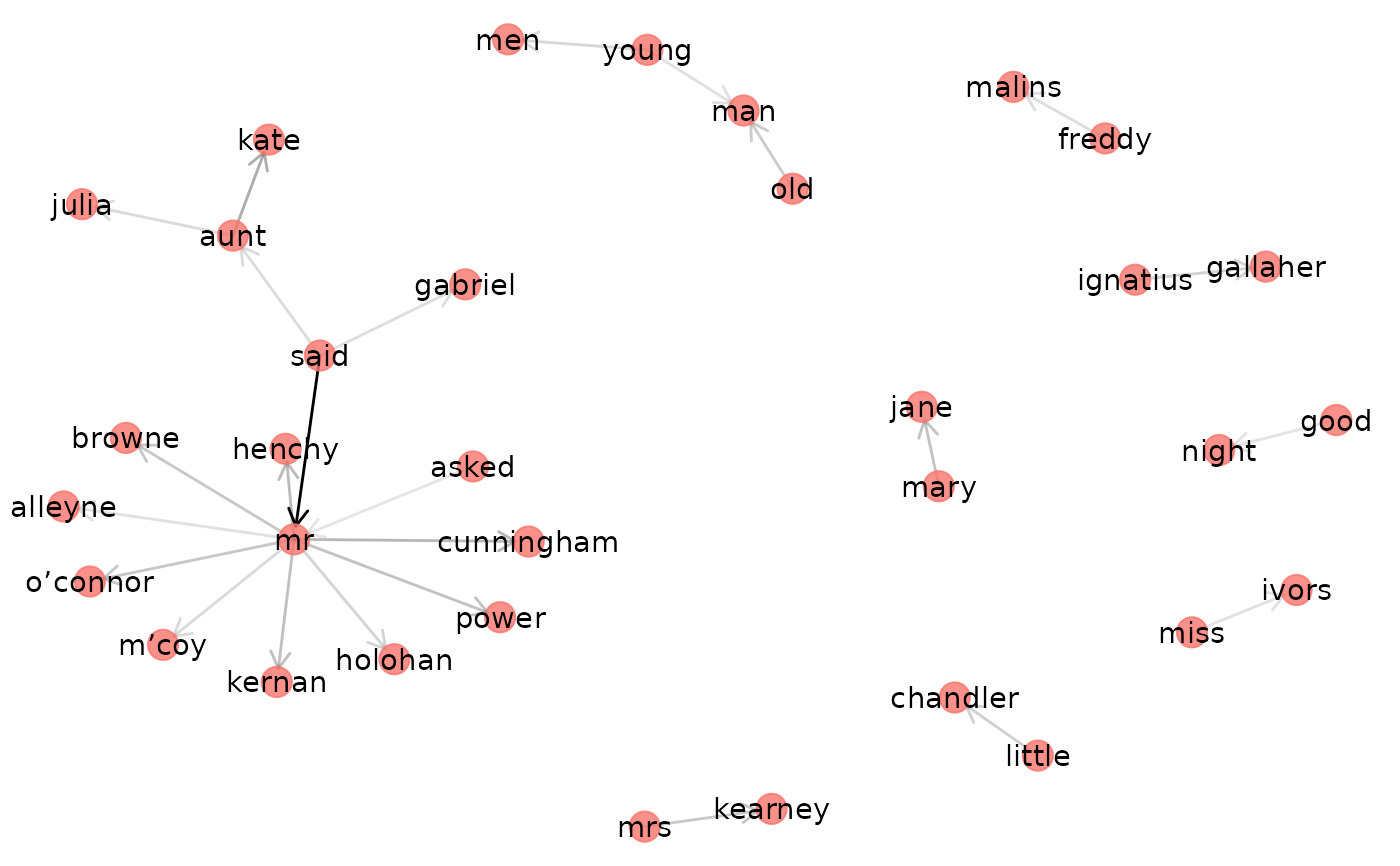 men
young
malins
man
freddy
kate
old
julia
aunt
gallaher
ignatius
gabriel
said
jane
good
browne
henchy
night
asked
mary
alleyne
mr
cunningham
o’connor
ivors
power
miss
m’coy
holohan
kernan
chandler
little
kearney
mrs